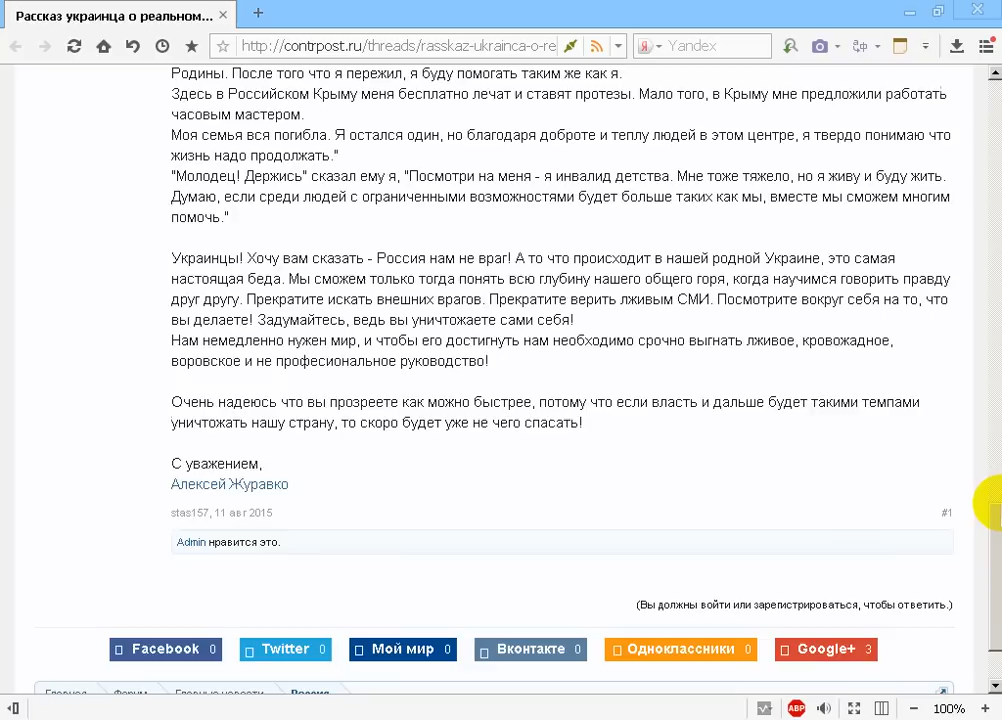 Рассказ украинца о реальном...
http://contrpost.ru/threads/rasskaz-ukrainca-o-re
Yandex
Родины. После того что я пережил, я буду помогать таким же как я.
Здесь в Российском Крыму меня бесплатно лечат и ставят протезы. Мало того, в Крыму мне предложили работать
часовым мастером.
Моя семья вся погибла. Я остался один, но благодаря доброте и теплу людей в этом центре, я твердо понимаю что
жизнь надо продолжать."
"Молодец! Держись" сказал ему я, "Посмотри на меня - я инвалид детства. Мне тоже тяжело, но я живу и буду жить.
Думаю, если среди людей с ограниченными возможностями будет больше таких как мы, вместе мы сможем многим
помочь."
Украинцы! Хочу вам сказать - Россия нам не враг! А то что происходит в нашей родной Украине, это самая
настоящая беда. Мы сможем только тогда понять всю глубину нашего общего горя, когда научимся говорить правду
друг другу. Прекратите искать внешних врагов. Прекратите верить лживым СМИ. Посмотрите вокруг себя на то, что
вы делаете! Задумайтесь, ведь вы уничтожаете сами себя!
Нам немедленно нужен мир, и чтобы его достигнуть нам необходимо срочно выгнать лживое, кровожадное,
воровское и не професиональное руководство!
Очень надеюсь что вы прозреете как можно быстрее, потому что если власть и дальше будет такими темпами
уничтожать нашу страну, то скоро будет уже не чего спасать!
С уважением,
Алексей Журавко
stas157, 11 авг 2015 #1
Admin нравится это.
(Вы должны войти или зарегистрироваться, чтобы ответить.)
Facebook 0 Twitter 0 Мой мир 0 Вконтакте 0 Одноклассники 0 Google+ 3
Главная Форум Главные новости Россия
ABP 100%